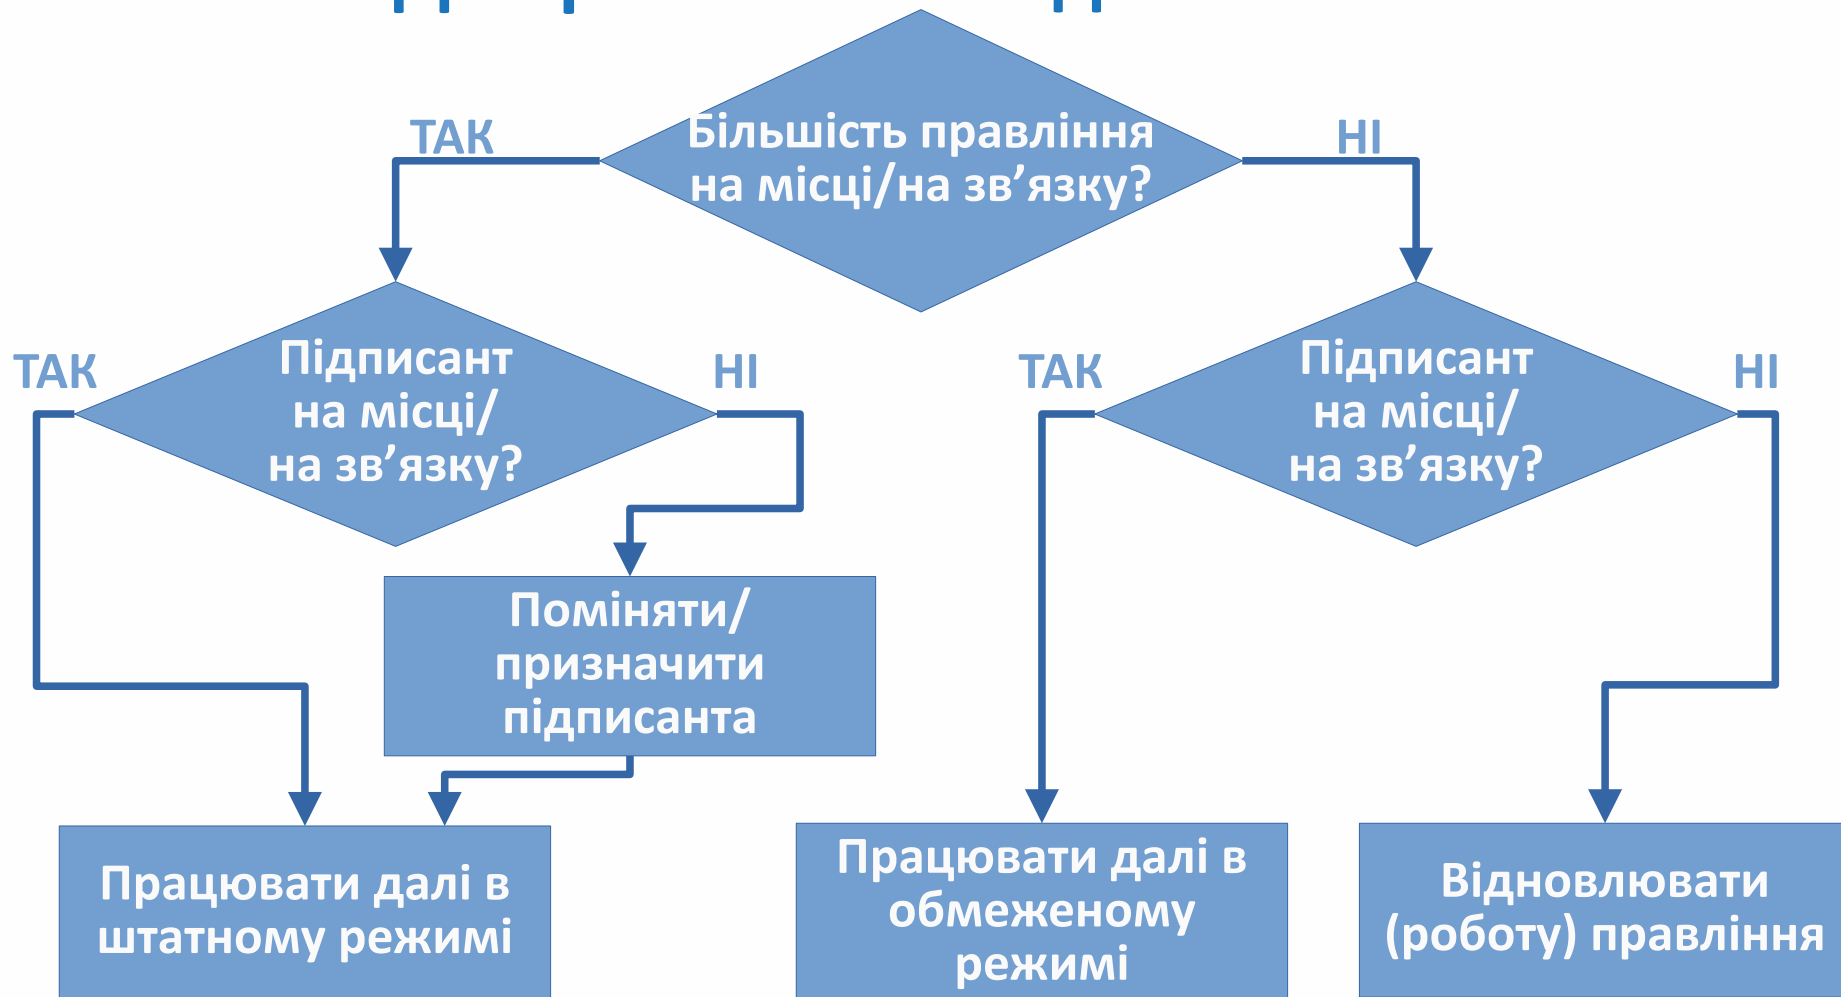 ТАК
Більшість правління
на місці/на зв’язку?
НІ
ТАК
Підписант
на місці/
на зв’язку?
НІ
ТАК
Підписант
на місці/
на зв’язку?
НІ
Поміняти/
призначити
підписанта
Працювати далі в
штатному режимі
Працювати далі в
обмеженому
режимі
Відновлювати
(роботу) правління